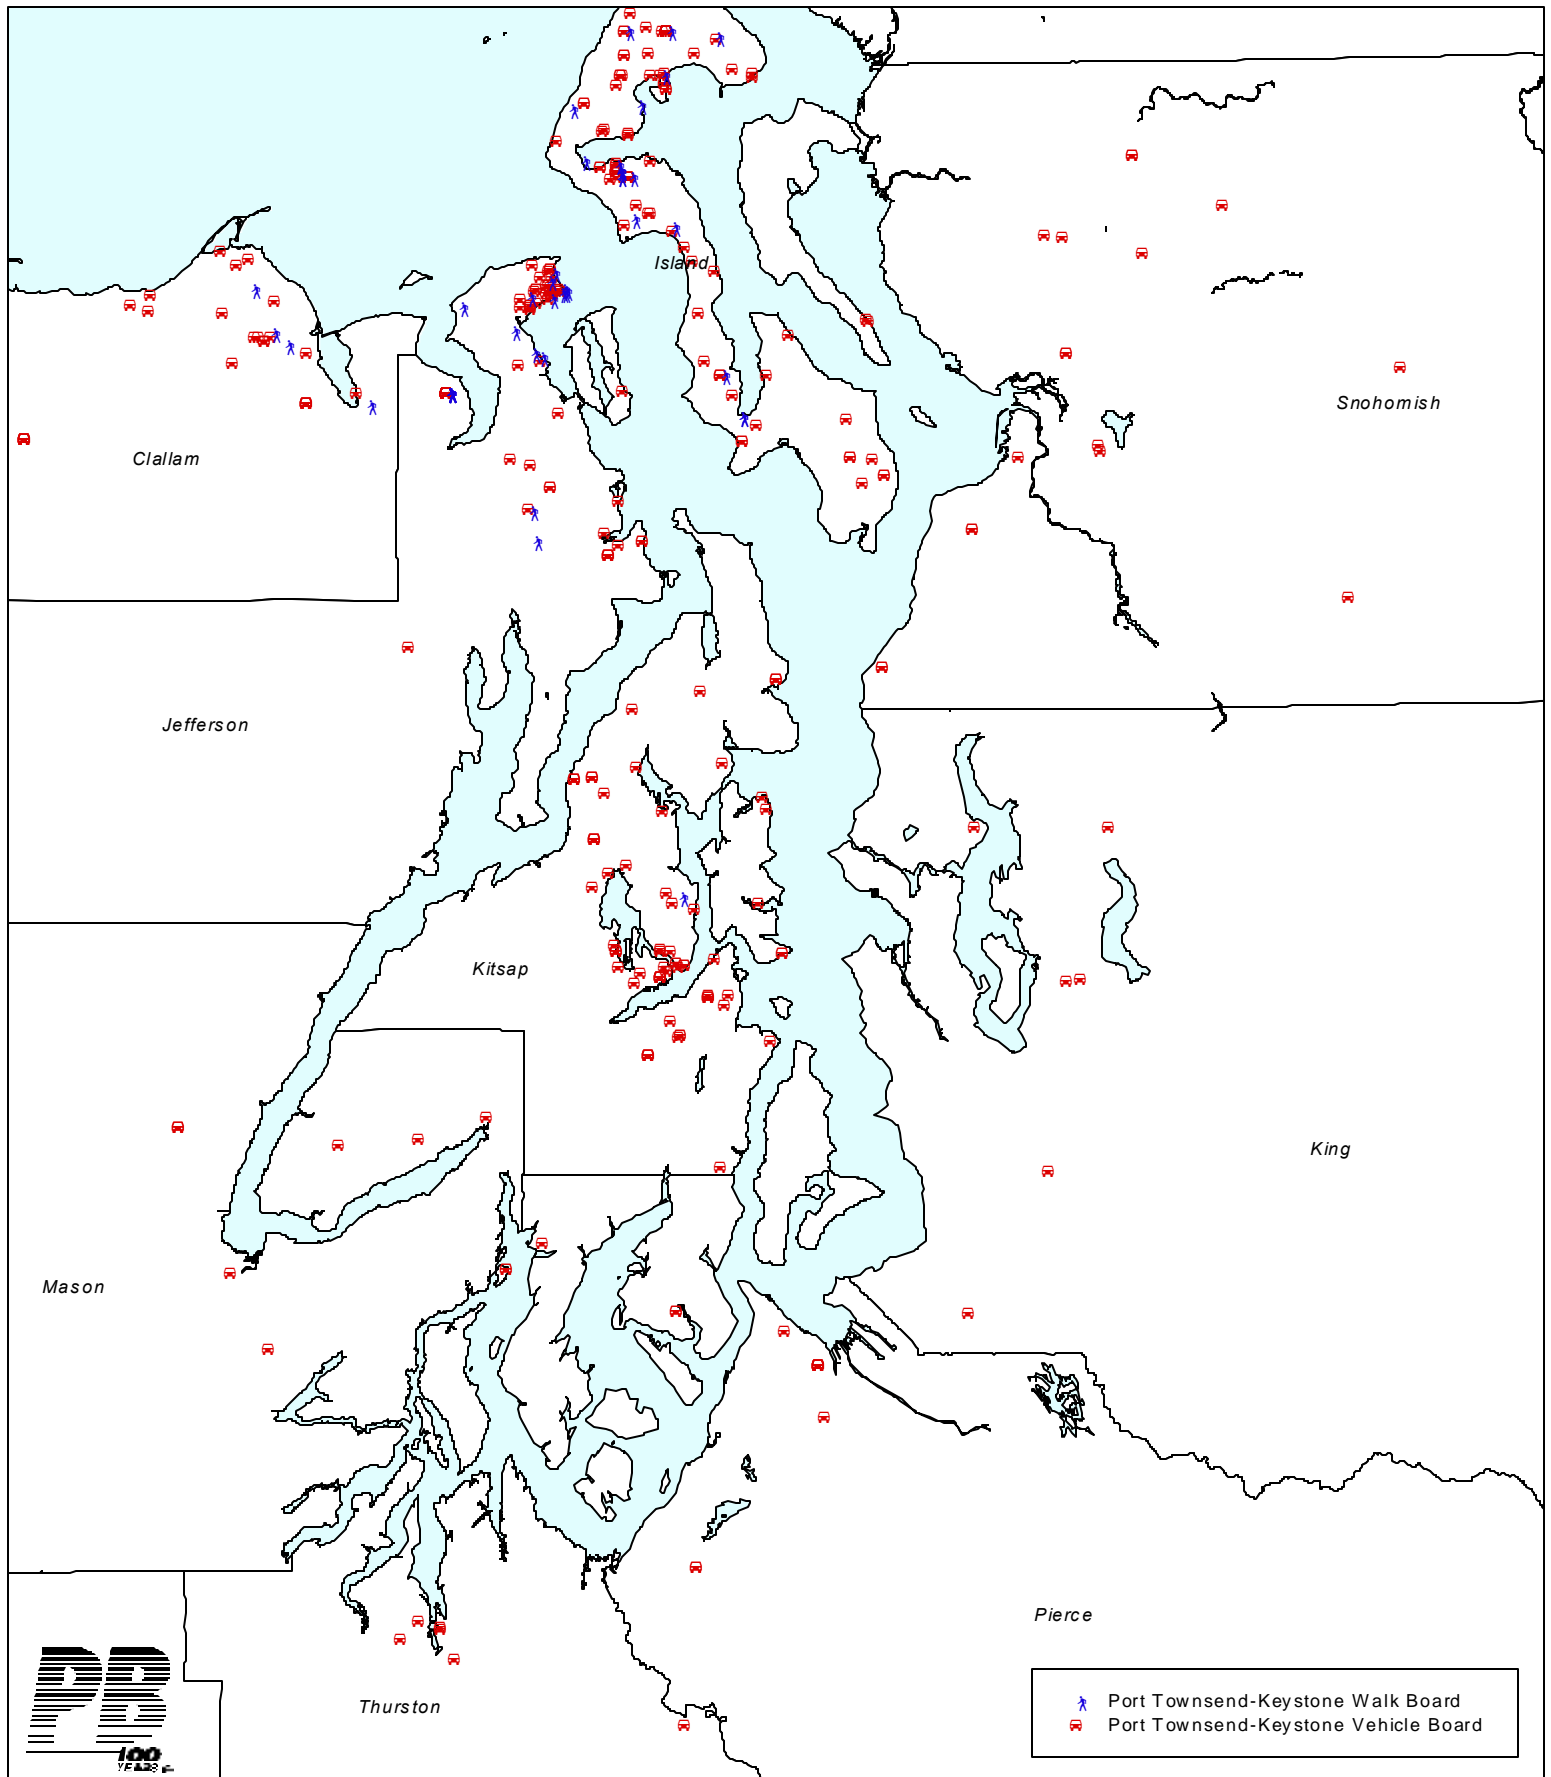 Island
Snohomish
Clallam
Jefferson
Kitsap
King
Mason
Pierce
Thurston
PB
100
YEARS
Port Townsend-Keystone Walk Board
Port Townsend-Keystone Vehicle Board